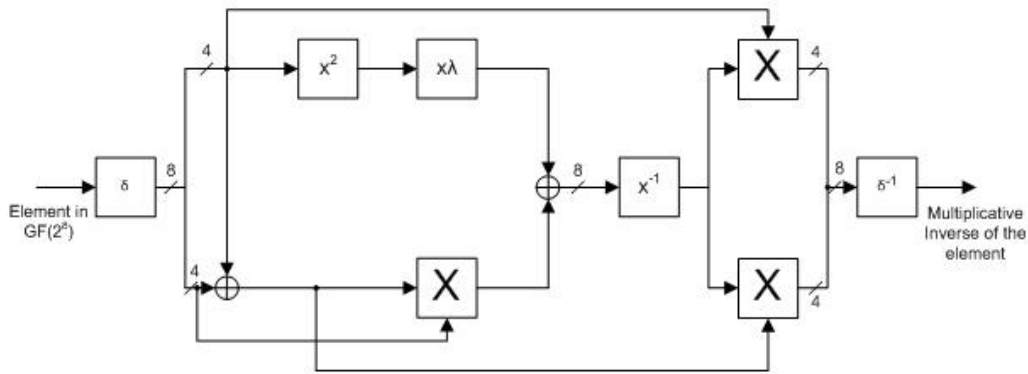 4
x²
xλ
X
4
Element in
GF(2⁸)
δ
8
8
x⁻¹
8
δ⁻¹
Multiplicative
Inverse of the
element
4
X
X
4